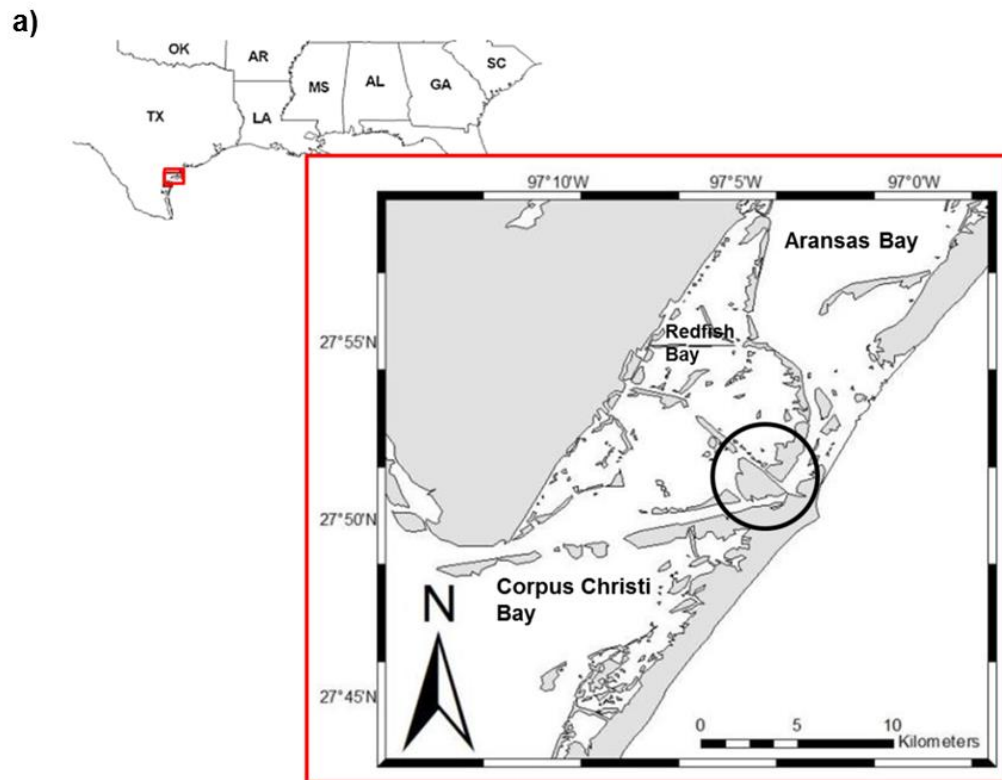 a)
OK
AR
SC
MS
AL
GA
TX
LA
97°10'W
97°5'W
97°0'W
Aransas Bay
27°55'N
Redfish
Bay
27°50'N
Corpus Christi
Bay
N
27°45'N
0
5
10
Kilometers